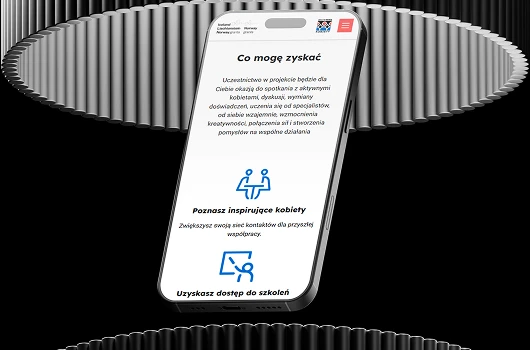 Iceland
Liechtenstein
Norway grants
Norway
grants
Co mogę zyskać
Uczestnictwo w projekcie będzie dla
Ciebie okazją do spotkania z aktywnymi
kobietami, dyskusji, wymiany
doświadczeń, uczenia się od specjalistów,
od siebie wzajemnie, wzmocnienia
kreatywności, połączenia sił i stworzenia
pomysłów na wspólne działania
Poznasz inspirujące kobiety
Zwiększysz swoją sieć kontaktów dla przyszłej
współpracy.
Uzyskasz dostęp do szkoleń